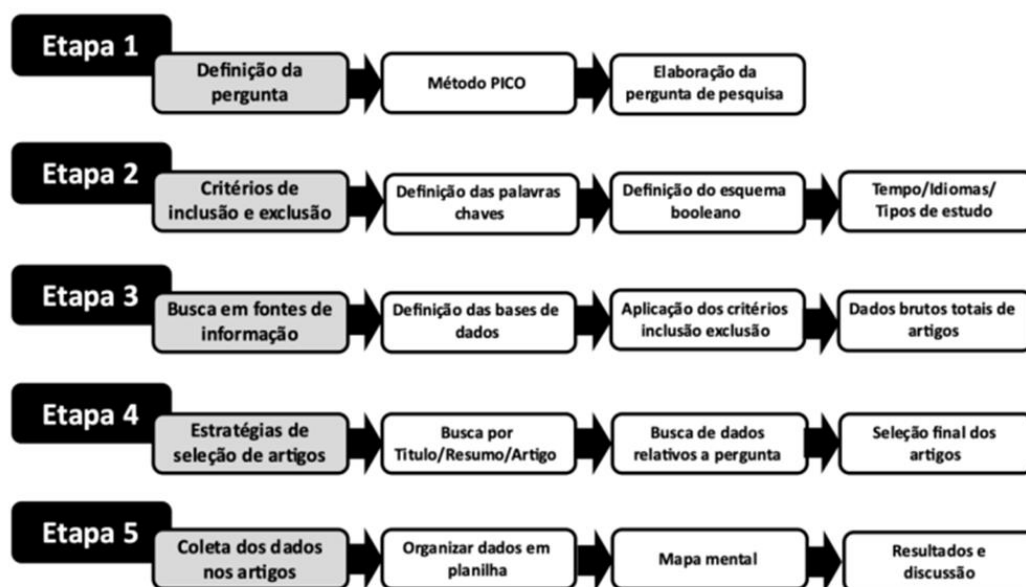 Etapa 1
Definição da
pergunta
Método PICO
Elaboração da
pergunta de pesquisa
Etapa 2
Critérios de
inclusão e exclusão
Definição das palavras
chaves
Definição do esquema
booleano
Tempo/Idiomas/
Tipos de estudo
Etapa 3
Busca em fontes de
informação
Definição das bases de
dados
Aplicação dos critérios
inclusão exclusão
Dados brutos totais de
artigos
Etapa 4
Estratégias de
seleção de artigos
Busca por
Titulo/Resumo/Artigo
Busca de dados
relativos a pergunta
Seleção final dos
artigos
Etapa 5
Coleta dos dados
nos artigos
Organizar dados em
planilha
Mapa mental
Resultados e
discussão